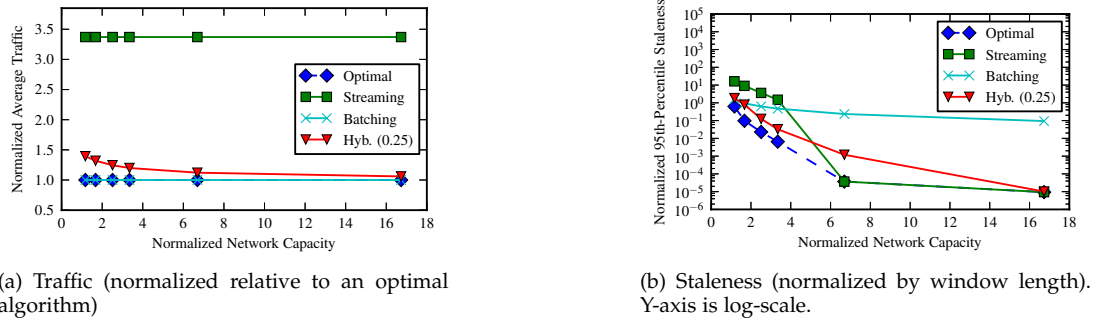 3.5
3.0
2.5
2.0
1.5
1.0
0.5
Normalized Average Traffic
Optimal
Streaming
Batching
Hyb. (0.25)
0 2 4 6 8 10 12 14 16 18
Normalized Network Capacity
(a) Traffic (normalized relative to an optimal
algorithm)
10^5
10^4
10^3
10^2
10^1
10^0
10^-1
10^-2
10^-3
10^-4
10^-5
10^-6
Normalized 95th-Percentile Staleness
Optimal
Streaming
Batching
Hyb. (0.25)
0 2 4 6 8 10 12 14 16 18
Normalized Network Capacity
(b) Staleness (normalized by window length).
Y-axis is log-scale.